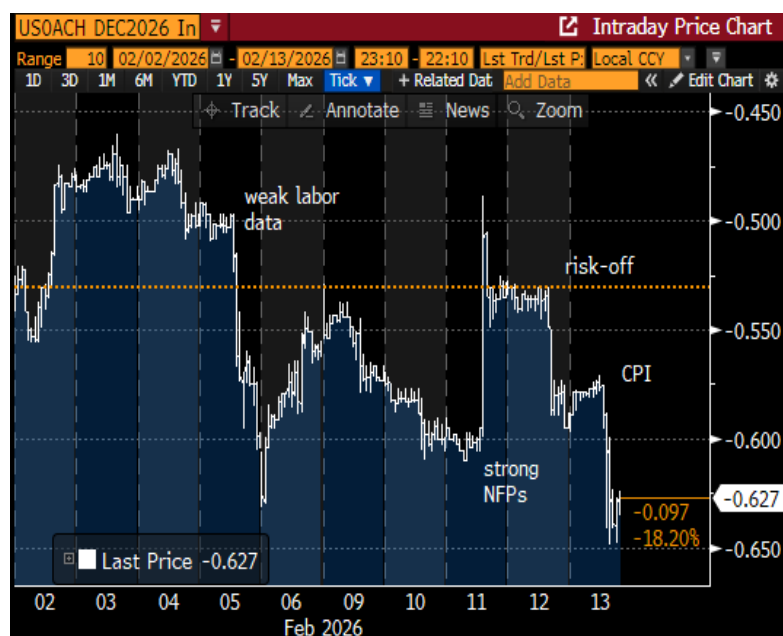 US0ACH DEC2026 In Intraday Price Chart
Range 10 02/02/2026 - 02/13/2026 23:10 - 22:10 Lst Trd/Lst P: Local CCY
1D 3D 1M 6M YTD 1Y 5Y Max Tick ▼ + Related Dat Add Data « Edit Chart
Track Annotate News Zoom
-0.450
weak labor
data
-0.500
risk-off
-0.550
CPI
-0.600
strong
NFPs
-0.627
-0.097
-18.20%
-0.650
Last Price -0.627
02 03 04 05 06 09 10 11 12 13
Feb 2026